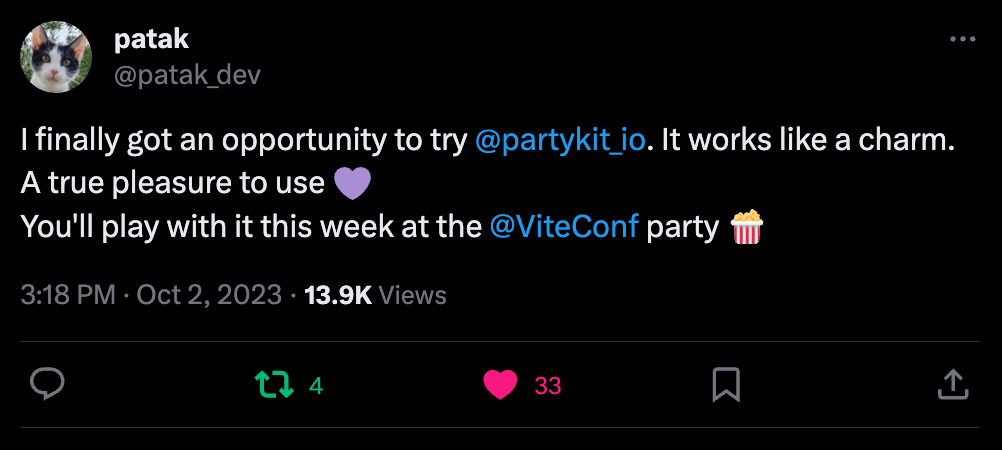 patak
@patak_dev
I finally got an opportunity to try @partykit_io. It works like a charm.
A true pleasure to use 💜
You'll play with it this week at the @ViteConf party 🍿
3:18 PM · Oct 2, 2023 · 13.9K Views
4
33